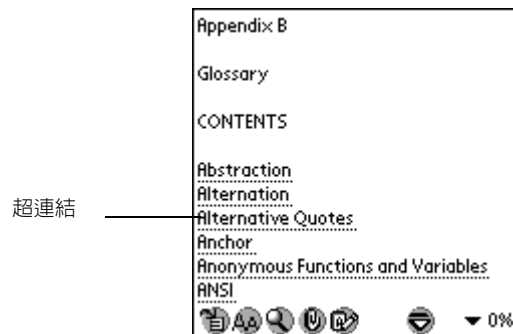 Appendix B
Glossary
CONTENTS
Abstraction
Alternation
超連結
Alternative Quotes
Anchor
Anonymous Functions and Variables
ANSI
0%